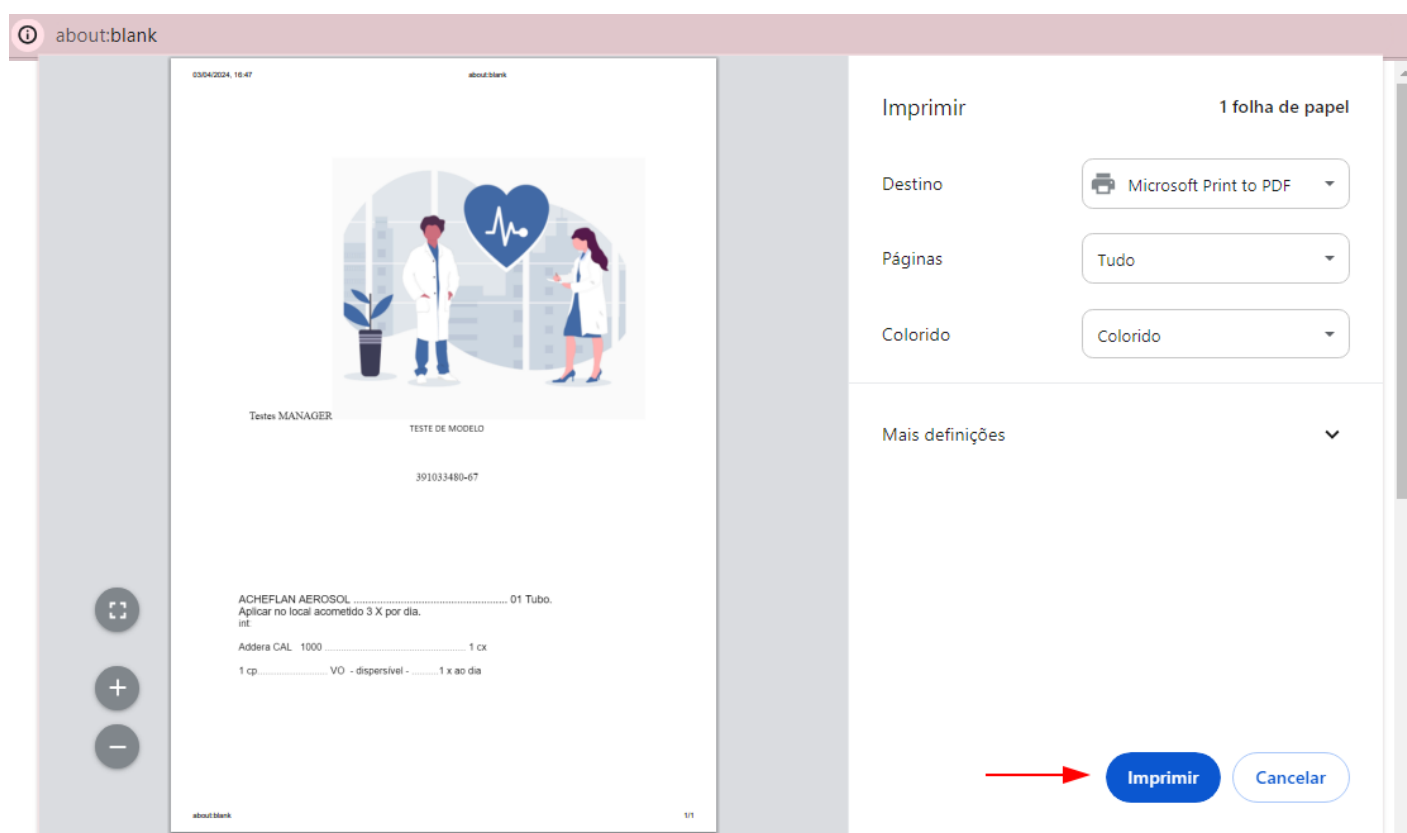 about:blank
03/04/2024, 16:47 about:blank
Testes MANAGER
TESTE DE MODELO
391033480-67
ACHEFLAN AEROSOL ........................................................ 01 Tubo.
Aplicar no local acometido 3 X por dia.
int
Addera CAL 1000 .................................................... 1 cx
1 cp.......................... VO - dispersível - ..........1 x ao dia
about:blank 1/1
Imprimir 1 folha de papel
Destino Microsoft Print to PDF
Páginas Tudo
Colorido Colorido
Mais definições
Imprimir Cancelar